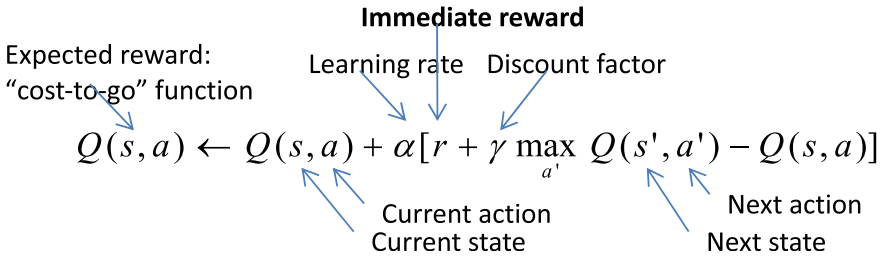 Immediate reward
Expected reward:
“cost-to-go” function
Learning rate
Discount factor
Q(s,a) ← Q(s,a) + α[r + γ max Q(s',a') − Q(s,a)]
a'
Current action
Current state
Next action
Next state